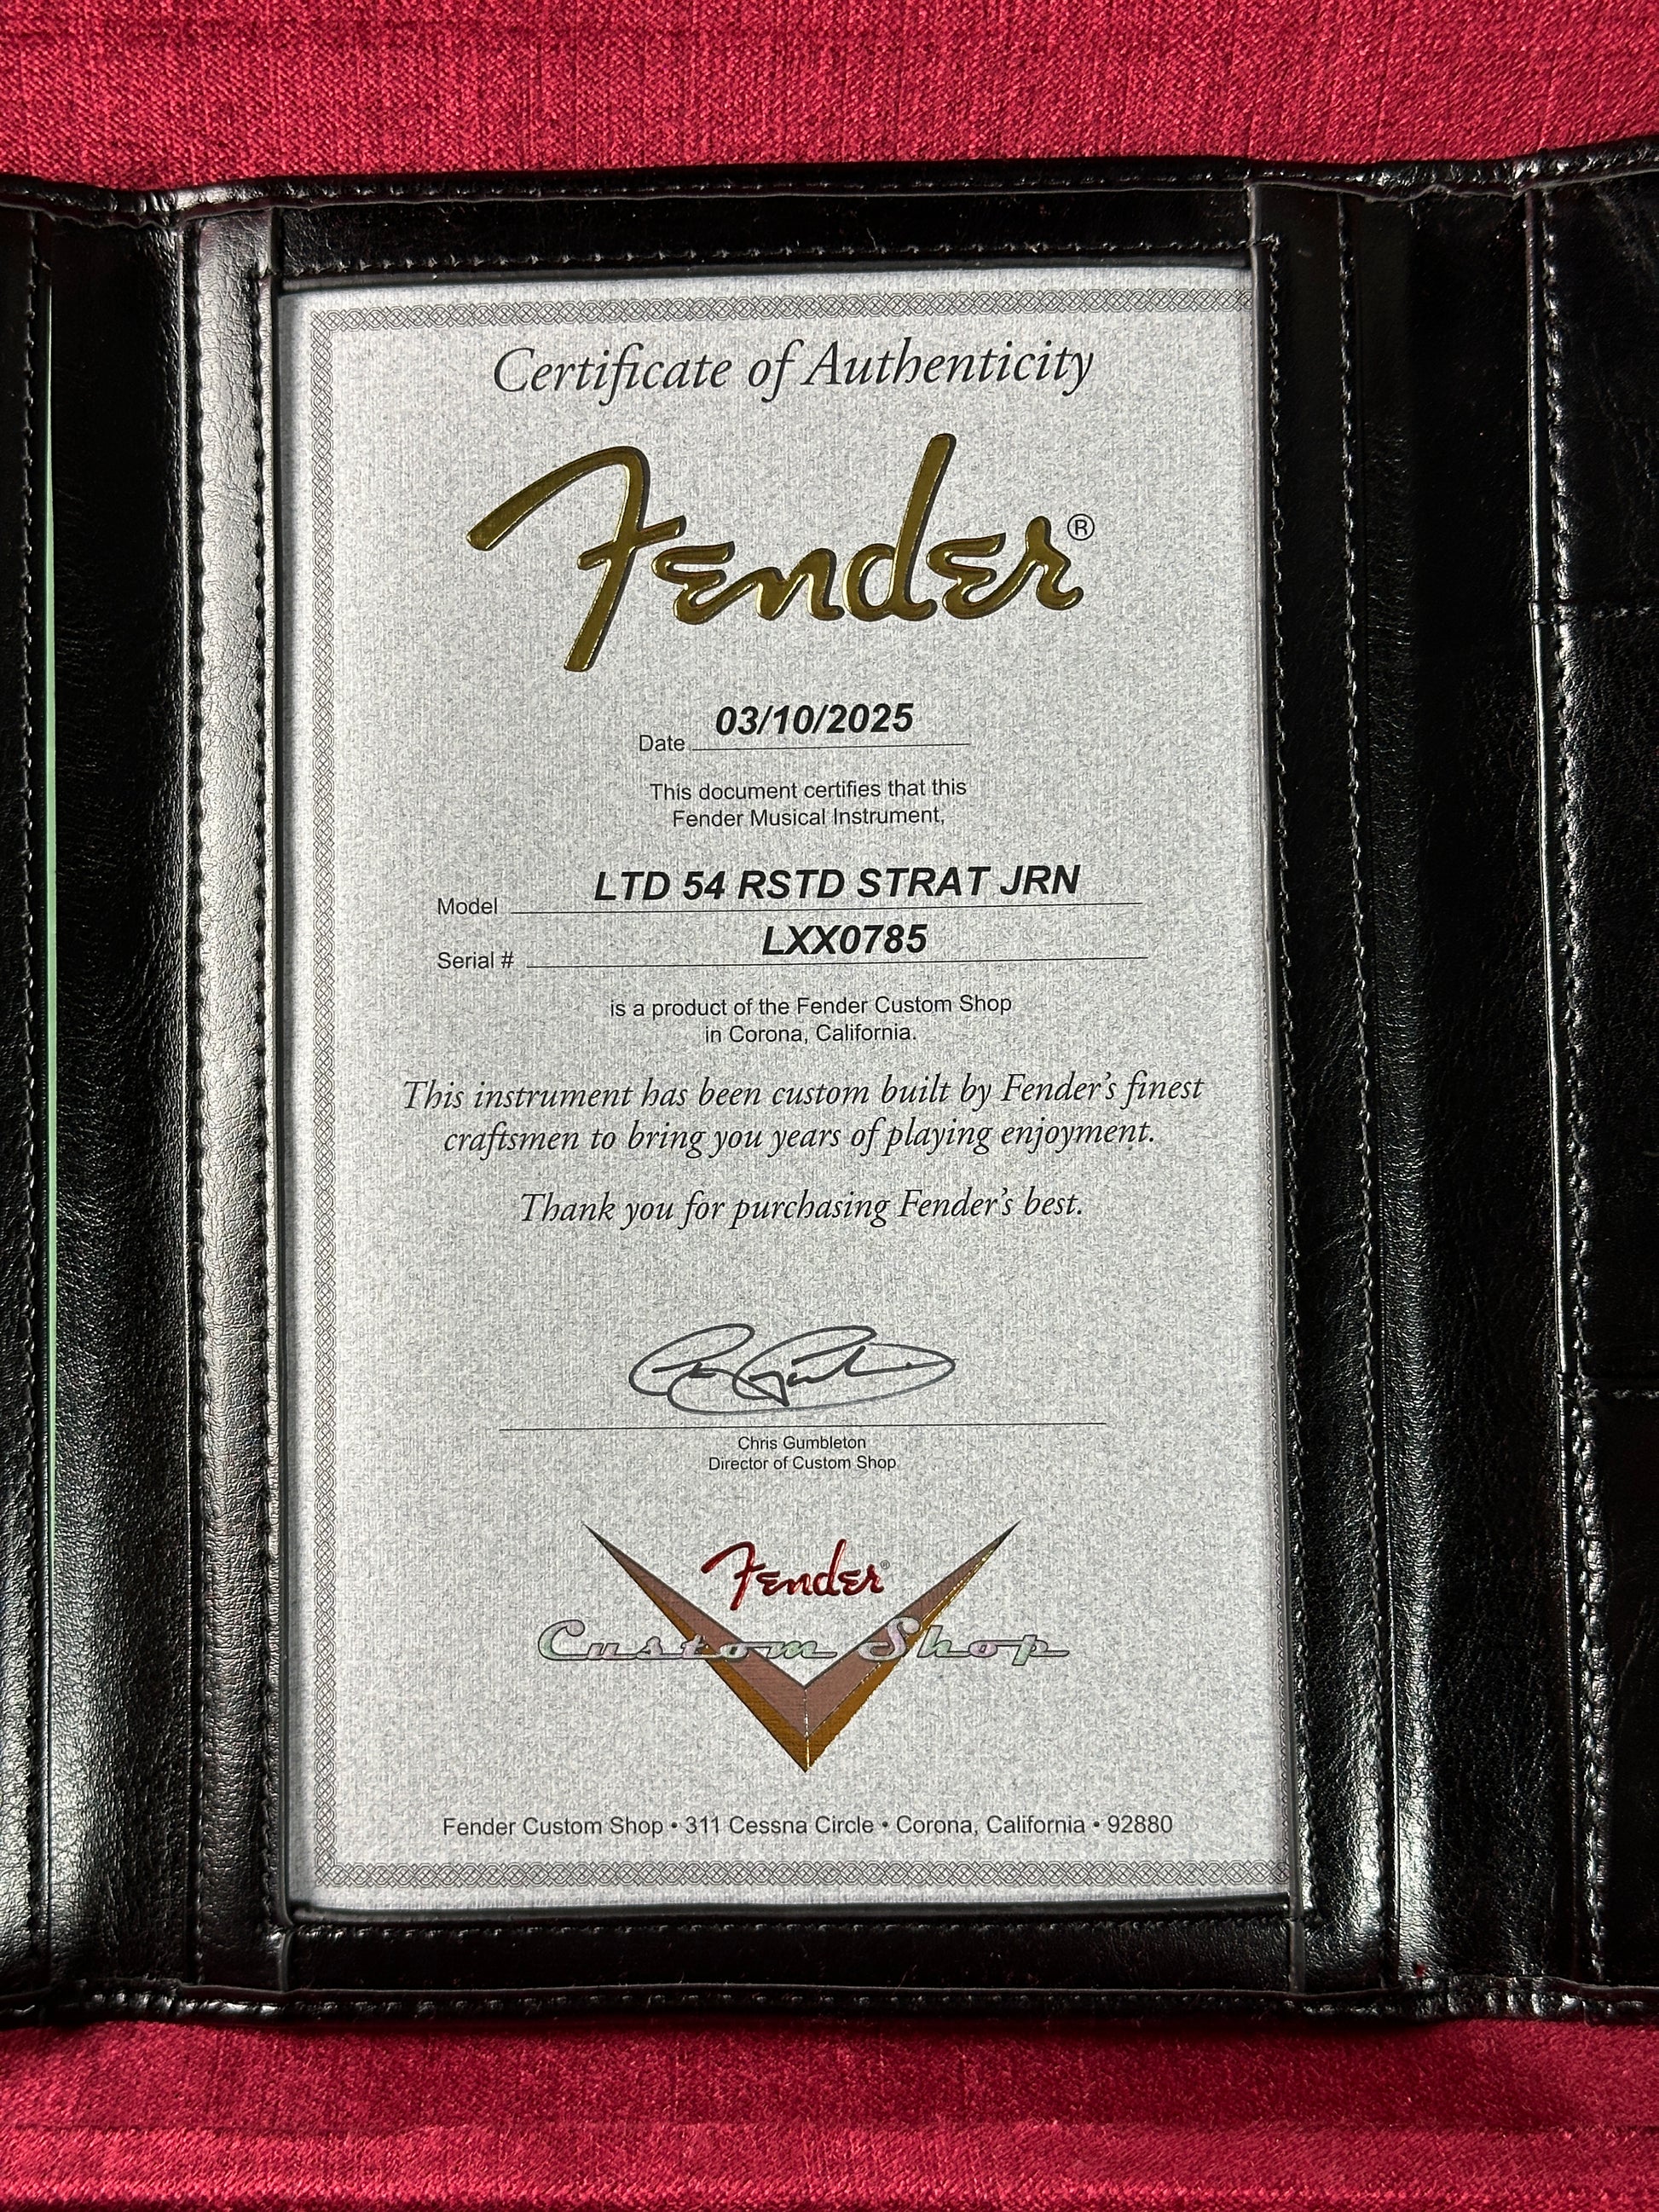 Certificate of Authenticity
Fender®
Date 03/10/2025
This document certifies that this
Fender Musical Instrument,
Model LTD 54 RSTD STRAT JRN
Serial # LXX0785
is a product of the Fender Custom Shop
in Corona, California.
This instrument has been custom built by Fender's finest
craftsmen to bring you years of playing enjoyment.
Thank you for purchasing Fender's best.
Chris Gumbleton
Director of Custom Shop
Fender®
Custom Shop
Fender Custom Shop • 311 Cessna Circle • Corona, California • 92880